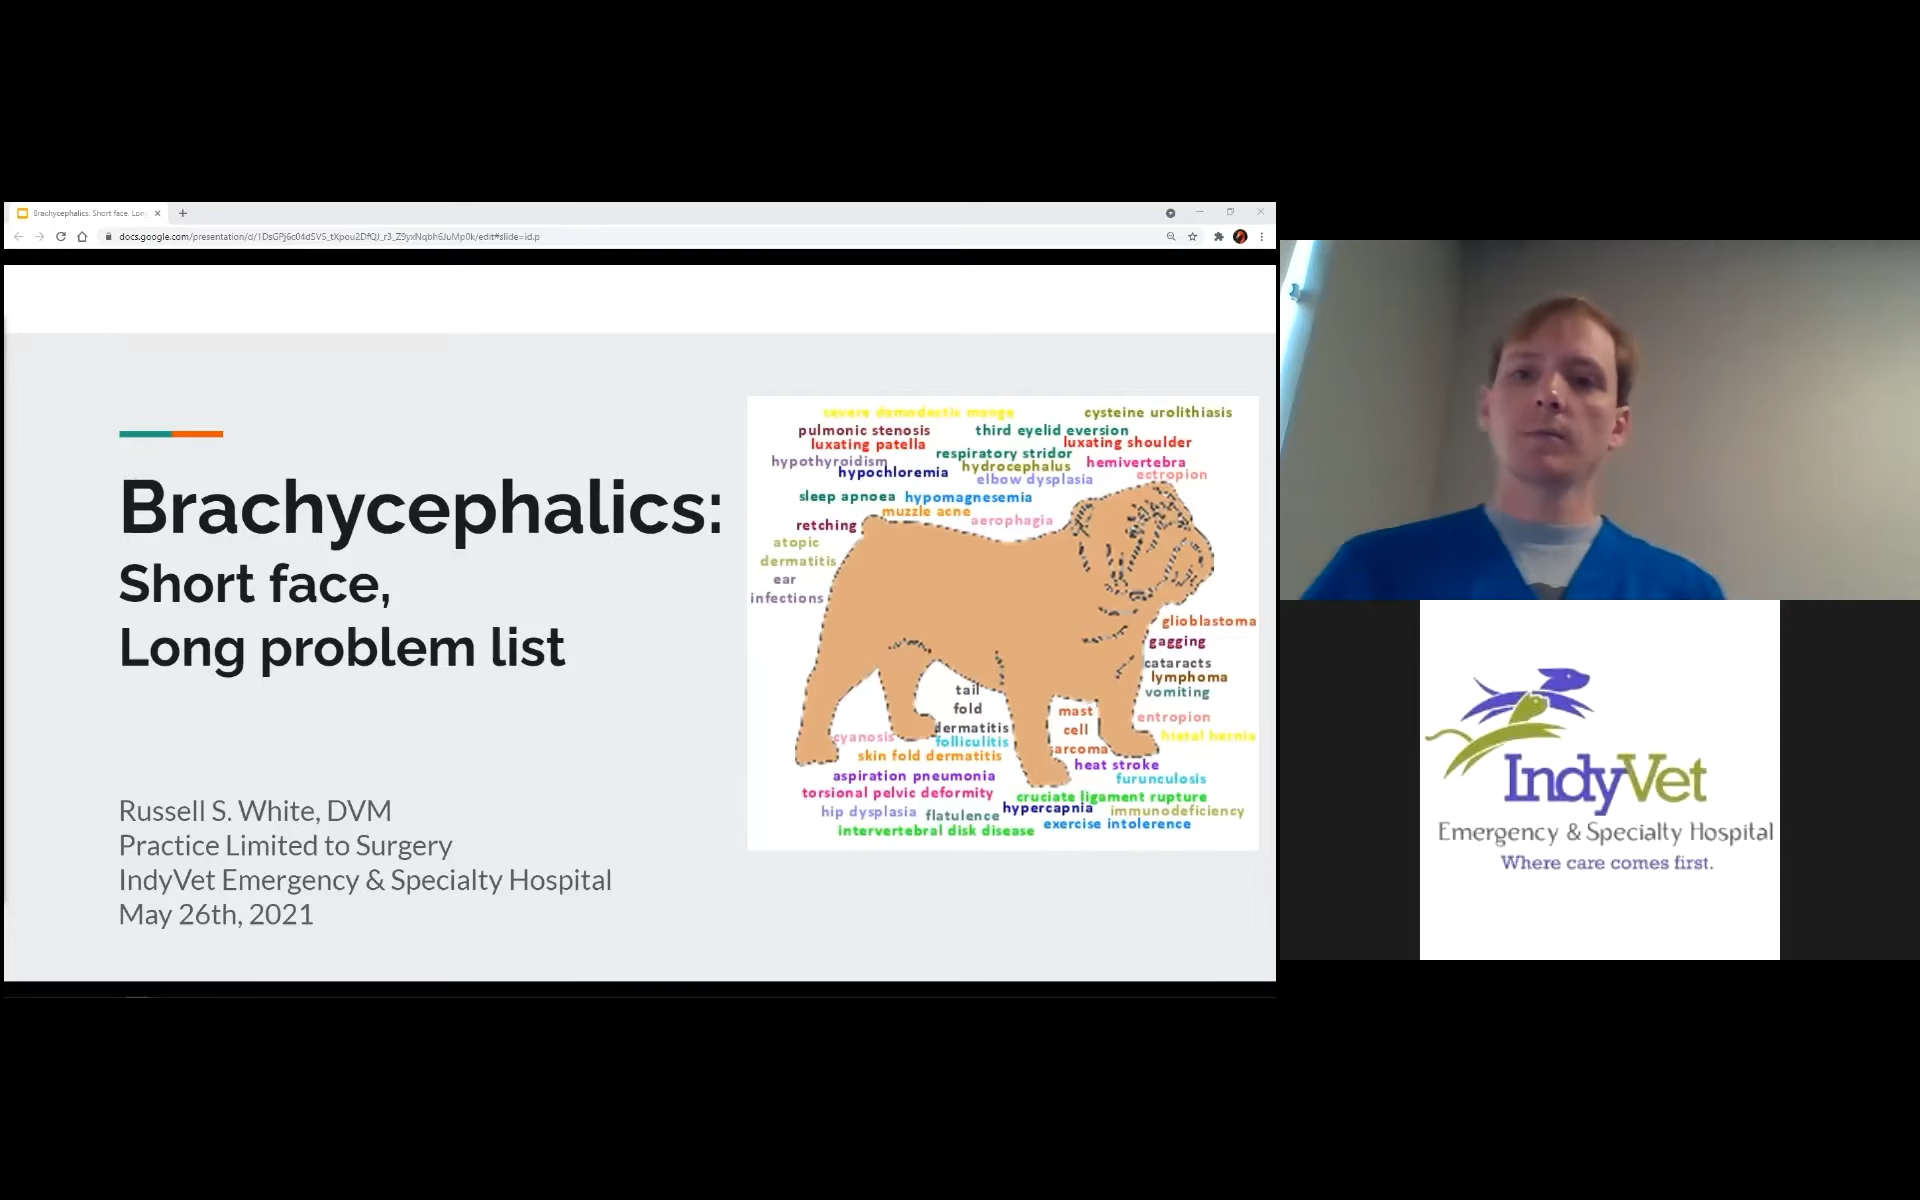 Brachycephalics: Short face, Long
docs.google.com/presentation/d/1DsGPj6c04dSV5_tXpou2DfQJ_r3_Z9yxNqbh6JuMp0k/edit#slide=id.p
Brachycephalics:
Short face,
Long problem list
Russell S. White, DVM
Practice Limited to Surgery
IndyVet Emergency & Specialty Hospital
May 26th, 2021
severe demodectic mange
cysteine urolithiasis
pulmonic stenosis
third eyelid eversion
luxating patella
luxating shoulder
respiratory stridor
hypothyroidism
hydrocephalus
hemivertebra
hypochloremia
elbow dysplasia
ectropion
sleep apnoea
hypomagnesemia
muzzle acne
retching
aerophagia
atopic
dermatitis
ear
infections
glioblastoma
gagging
cataracts
lymphoma
vomiting
tail
fold
dermatitis
mast
cell
sarcoma
entropion
hiatal hernia
cyanosis
folliculitis
skin fold dermatitis
heat stroke
aspiration pneumonia
furunculosis
torsional pelvic deformity
cruciate ligament rupture
hip dysplasia
flatulence
hypercapnia
immunodeficiency
intervertebral disk disease
exercise intolerence
IndyVet
Emergency & Specialty Hospital
Where care comes first.